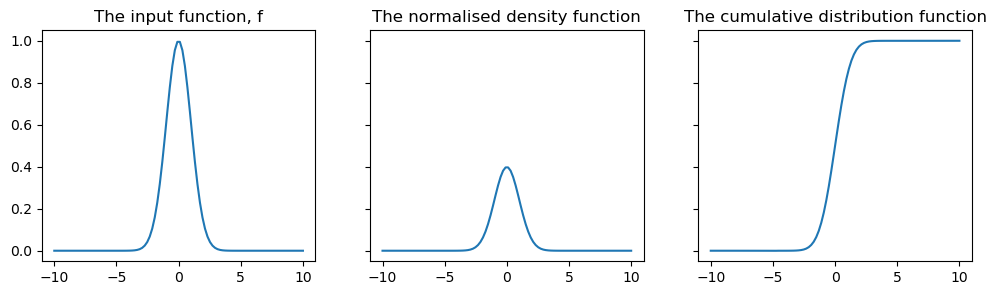 The input function, f
The normalised density function
The cumulative distribution function
1.0
0.8
0.6
0.4
0.2
0.0
−10 −5 0 5 10
−10 −5 0 5 10
−10 −5 0 5 10